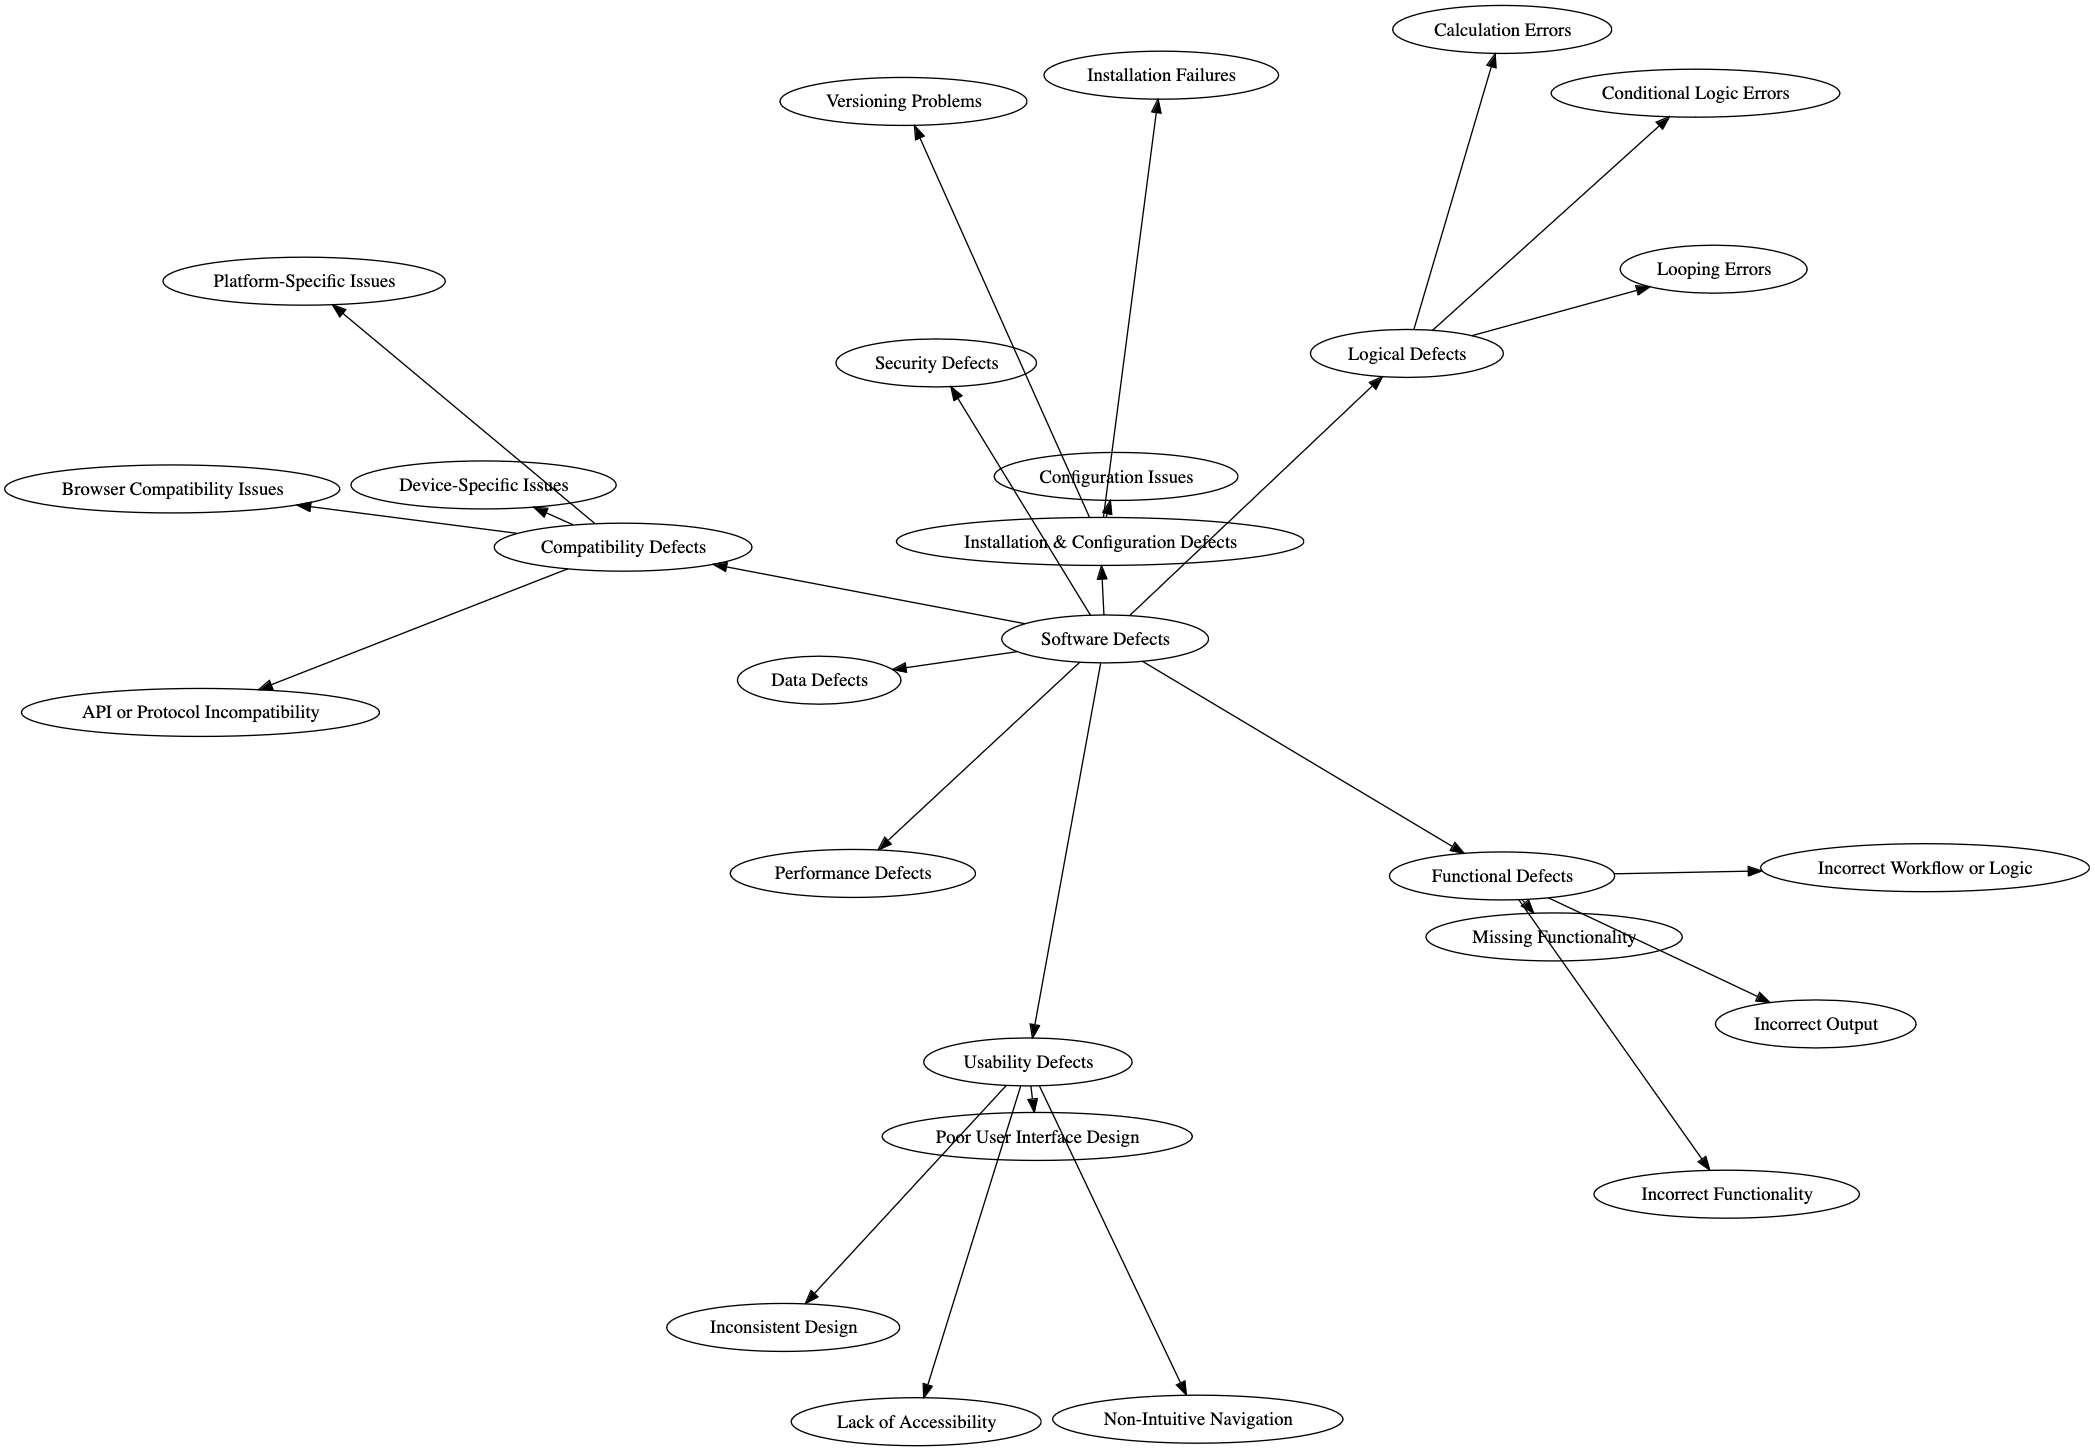 Calculation Errors
Installation Failures
Conditional Logic Errors
Versioning Problems
Looping Errors
Platform-Specific Issues
Logical Defects
Security Defects
Configuration Issues
Device-Specific Issues
Browser Compatibility Issues
Installation & Configuration Defects
Compatibility Defects
Software Defects
Data Defects
API or Protocol Incompatibility
Incorrect Workflow or Logic
Performance Defects
Functional Defects
Missing Functionality
Incorrect Output
Usability Defects
Poor User Interface Design
Incorrect Functionality
Inconsistent Design
Non-Intuitive Navigation
Lack of Accessibility